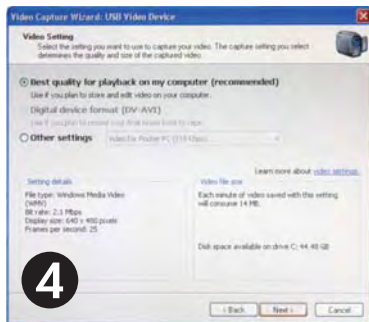 Video Capture Wizard: USB Video Device
Video Setting
Select the setting you want to use to capture your video. The capture setting you select
determines the quality and size of the captured video.
Best quality for playback on my computer (recommended)
Use if you plan to store and edit video on your computer.
Digital device format (DV-AVI)
Other settings
Video for Pocket PC
Learn more about video settings.
Setting details
Video file size
File type: Windows Media Video
(WMV)
Bit rate: 2.1 Mbps
Display size: 640 x 480 pixels
Frames per second: 25
Each minute of video saved with this setting
will consume 14 MB.
Disk space available on drive C: 44.40 GB
4
< Back
Next >
Cancel